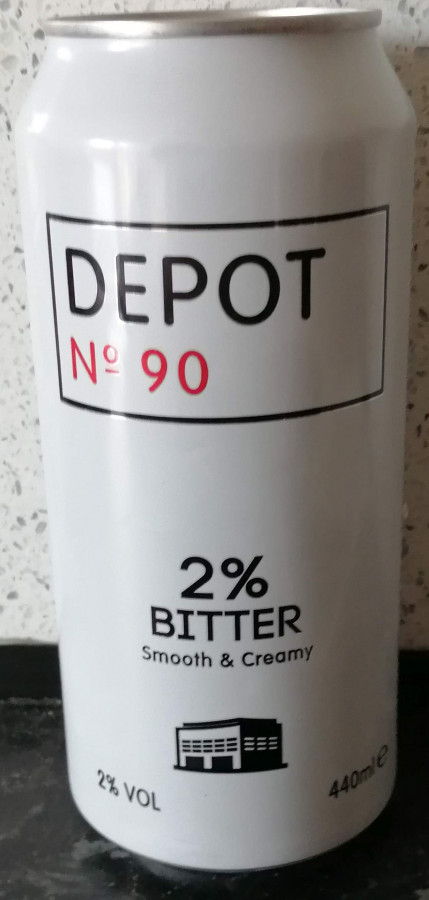 DEPOT
Nº 90
2%
BITTER
Smooth & Creamy
2% VOL
440ml e